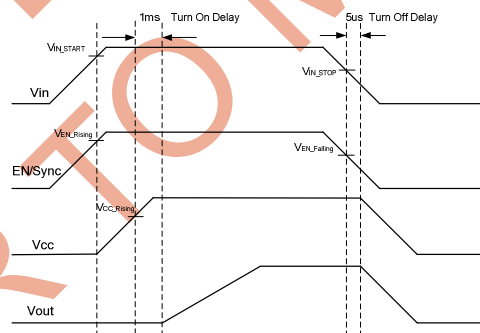 1ms Turn On Delay
5us Turn Off Delay
VIN_START
VIN_STOP
Vin
VEN_Rising
VEN_Falling
EN/Sync
VCC_Rising
Vcc
Vout